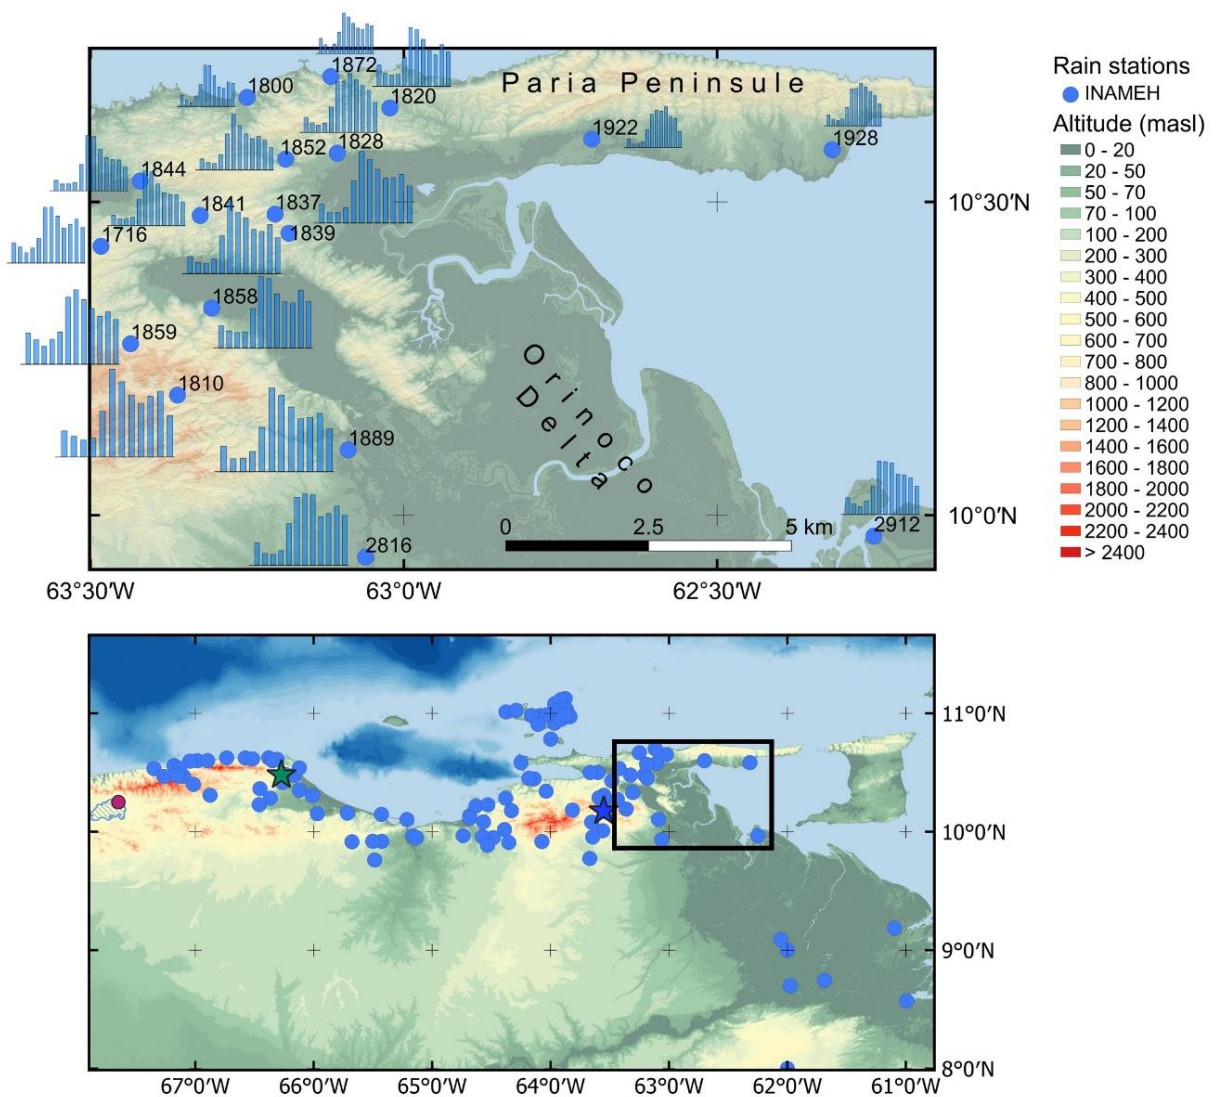 1872
1800
1820
Paria Peninsule
1922
1928
1852
1828
1844
1841
1837
1839
1716
10°30′N
1858
1859
Orinoco
Delta
1810
1889
0 2.5 5 km
2912
10°0′N
2816
63°30′W 63°0′W 62°30′W
Rain stations
INAMEH
Altitude (masl)
0 - 20
20 - 50
50 - 70
70 - 100
100 - 200
200 - 300
300 - 400
400 - 500
500 - 600
600 - 700
700 - 800
800 - 1000
1000 - 1200
1200 - 1400
1400 - 1600
1600 - 1800
1800 - 2000
2000 - 2200
2200 - 2400
> 2400
11°0′N
10°0′N
9°0′N
8°0′N
67°0′W 66°0′W 65°0′W 64°0′W 63°0′W 62°0′W 61°0′W